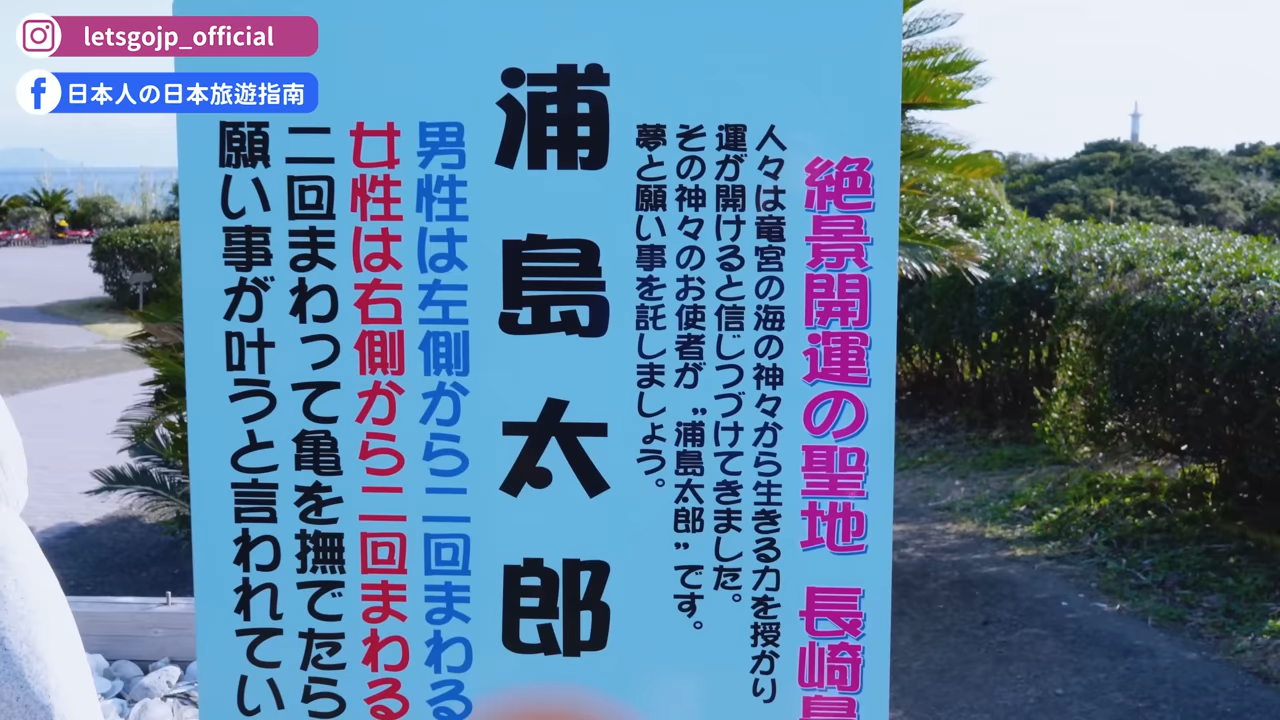 letsgojp_official
日本人の日本旅遊指南
絶景開運の聖地 長崎鼻
人々は竜宮の海の神々から生きる力を授かり
運が開けると信じつづけてきました。
その神々のお使者が〝浦島太郎〟です。
夢と願い事を託しましょう。
浦島太郎
男性は左側から二回まわる
女性は右側から二回まわる
二回まわって亀を撫でたら
願い事が叶うと言われてい